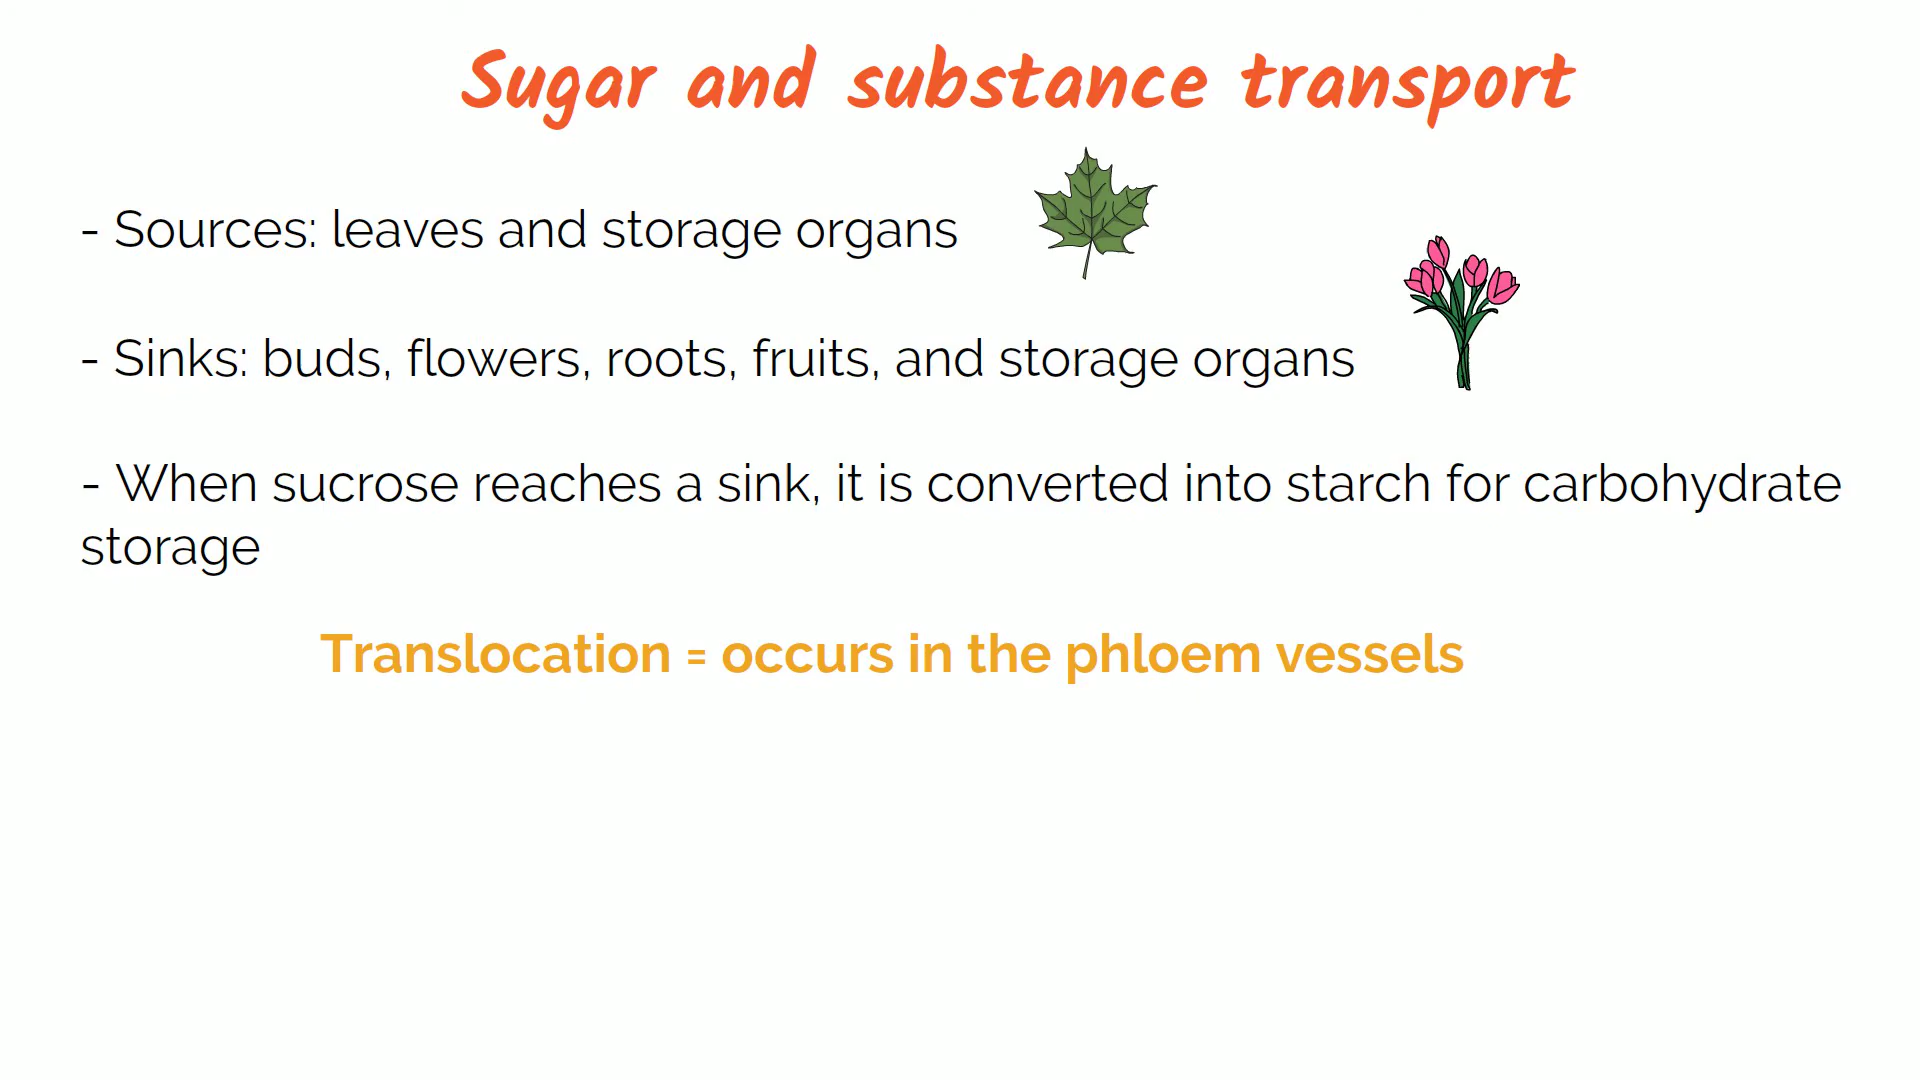 Sugar and substance transport
- Sources: leaves and storage organs
- Sinks: buds, flowers, roots, fruits, and storage organs
- When sucrose reaches a sink, it is converted into starch for carbohydrate
storage
Translocation = occurs in the phloem vessels